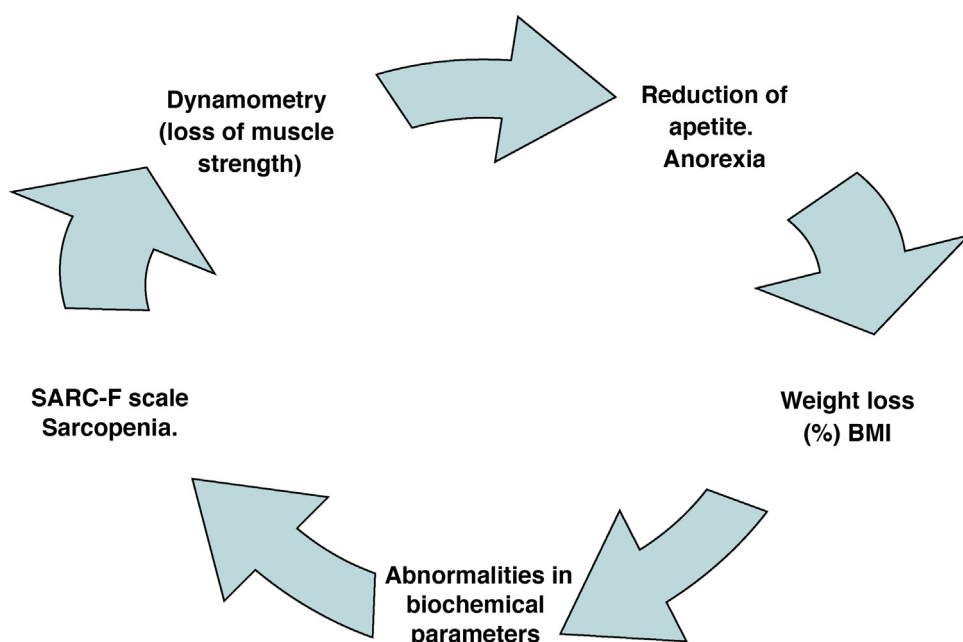 Dynamometry
(loss of muscle
strength)
Reduction of
apetite.
Anorexia
Weight loss
(%) BMI
Abnormalities in
biochemical
parameters
SARC-F scale
Sarcopenia.